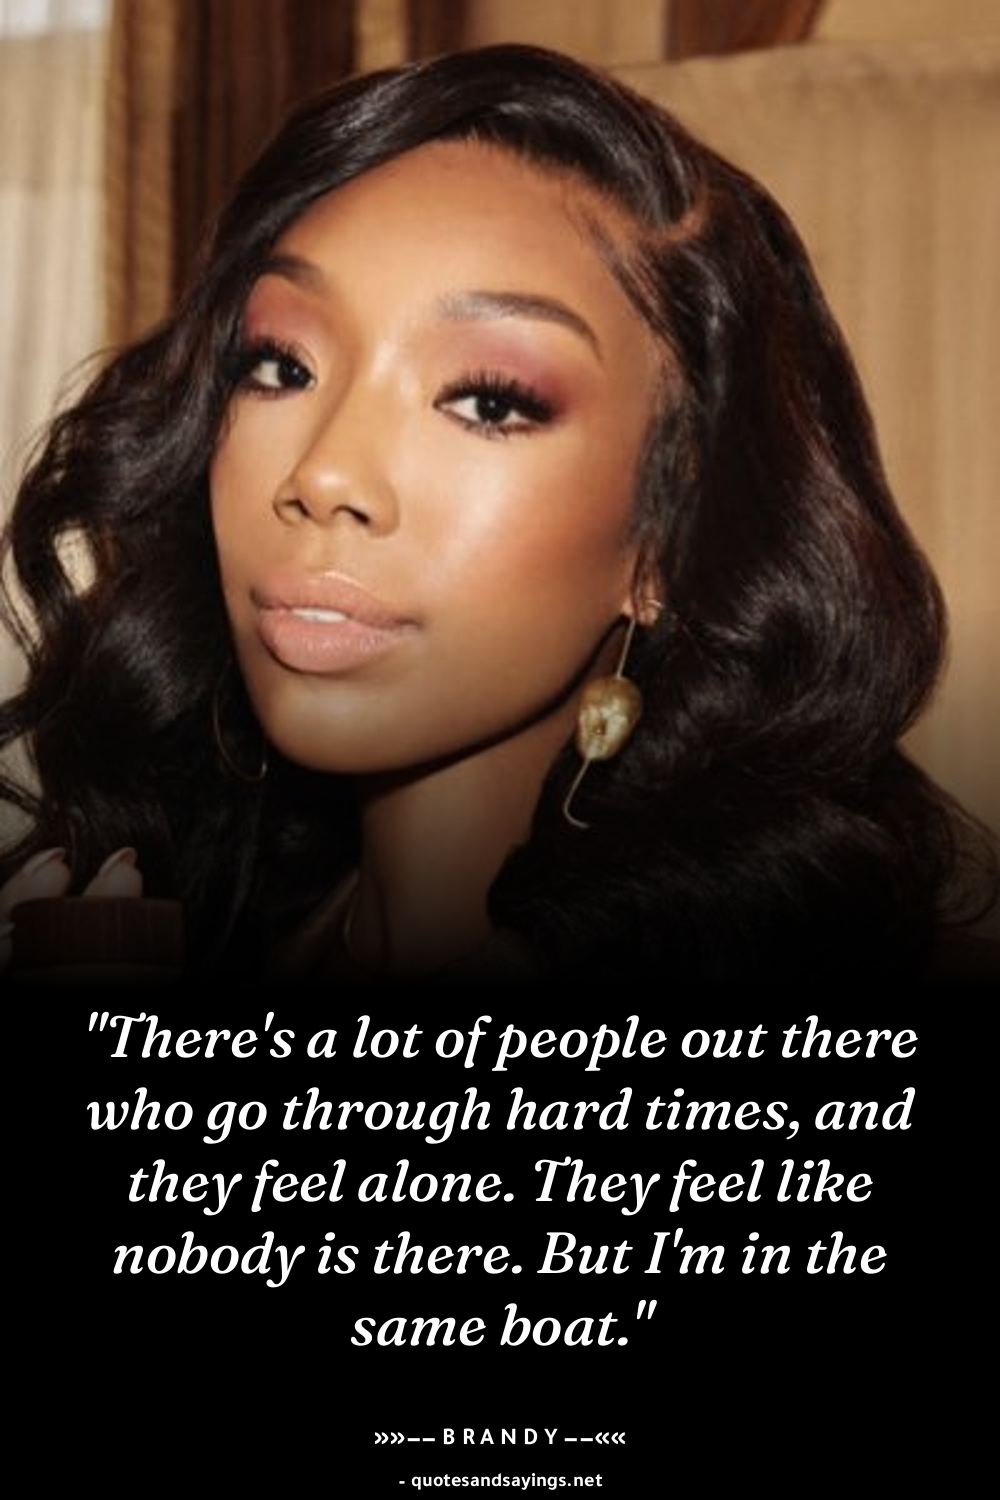 "There's a lot of people out there
who go through hard times, and
they feel alone. They feel like
nobody is there. But I'm in the
same boat."
»»−− BRANDY −−««
- quotesandsayings.net